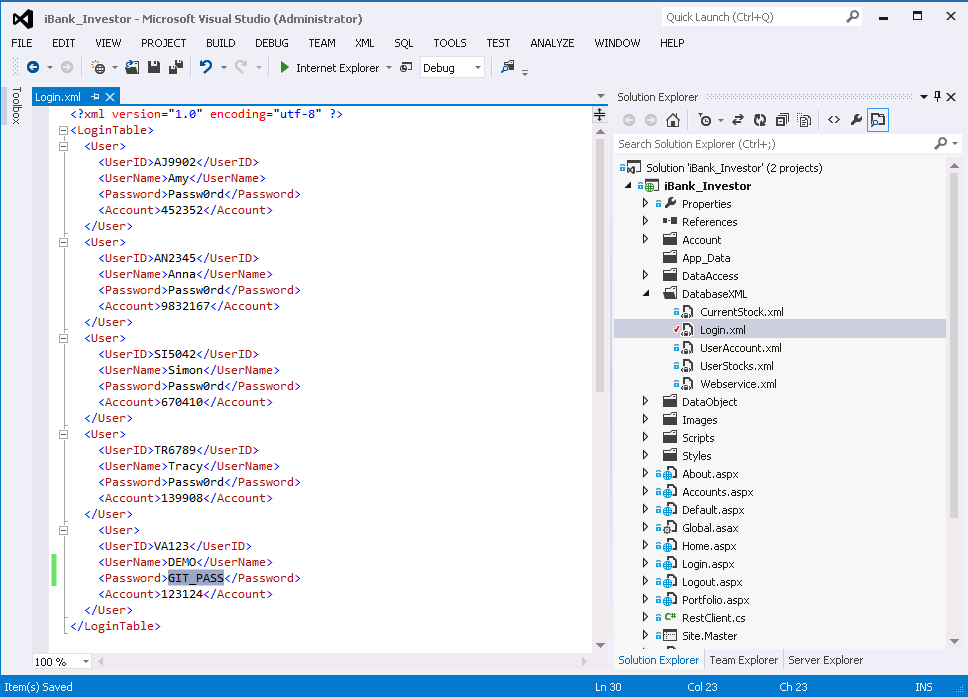 iBank_Investor - Microsoft Visual Studio (Administrator)
Quick Launch (Ctrl+Q)
FILE EDIT VIEW PROJECT BUILD DEBUG TEAM XML SQL TOOLS TEST ANALYZE WINDOW HELP
Internet Explorer Debug
Toolbox
Login.xml
<?xml version="1.0" encoding="utf-8" ?>
<LoginTable>
<User>
<UserID>AJ9902</UserID>
<UserName>Amy</UserName>
<Password>Passw0rd</Password>
<Account>452352</Account>
</User>
<User>
<UserID>AN2345</UserID>
<UserName>Anna</UserName>
<Password>Passw0rd</Password>
<Account>9832167</Account>
</User>
<User>
<UserID>SI5042</UserID>
<UserName>Simon</UserName>
<Password>Passw0rd</Password>
<Account>670410</Account>
</User>
<User>
<UserID>TR6789</UserID>
<UserName>Tracy</UserName>
<Password>Passw0rd</Password>
<Account>139908</Account>
</User>
<User>
<UserID>VA123</UserID>
<UserName>DEMO</UserName>
<Password>GIT_PASS</Password>
<Account>123124</Account>
</User>
</LoginTable>
100 %
Solution Explorer
Search Solution Explorer (Ctrl+;)
Solution 'iBank_Investor' (2 projects)
iBank_Investor
Properties
References
Account
App_Data
DataAccess
DatabaseXML
CurrentStock.xml
Login.xml
UserAccount.xml
UserStocks.xml
Webservice.xml
DataObject
Images
Scripts
Styles
About.aspx
Accounts.aspx
Default.aspx
Global.asax
Home.aspx
Login.aspx
Logout.aspx
Portfolio.aspx
RestClient.cs
Site.Master
Solution Explorer Team Explorer Server Explorer
Item(s) Saved Ln 30 Col 23 Ch 23 INS